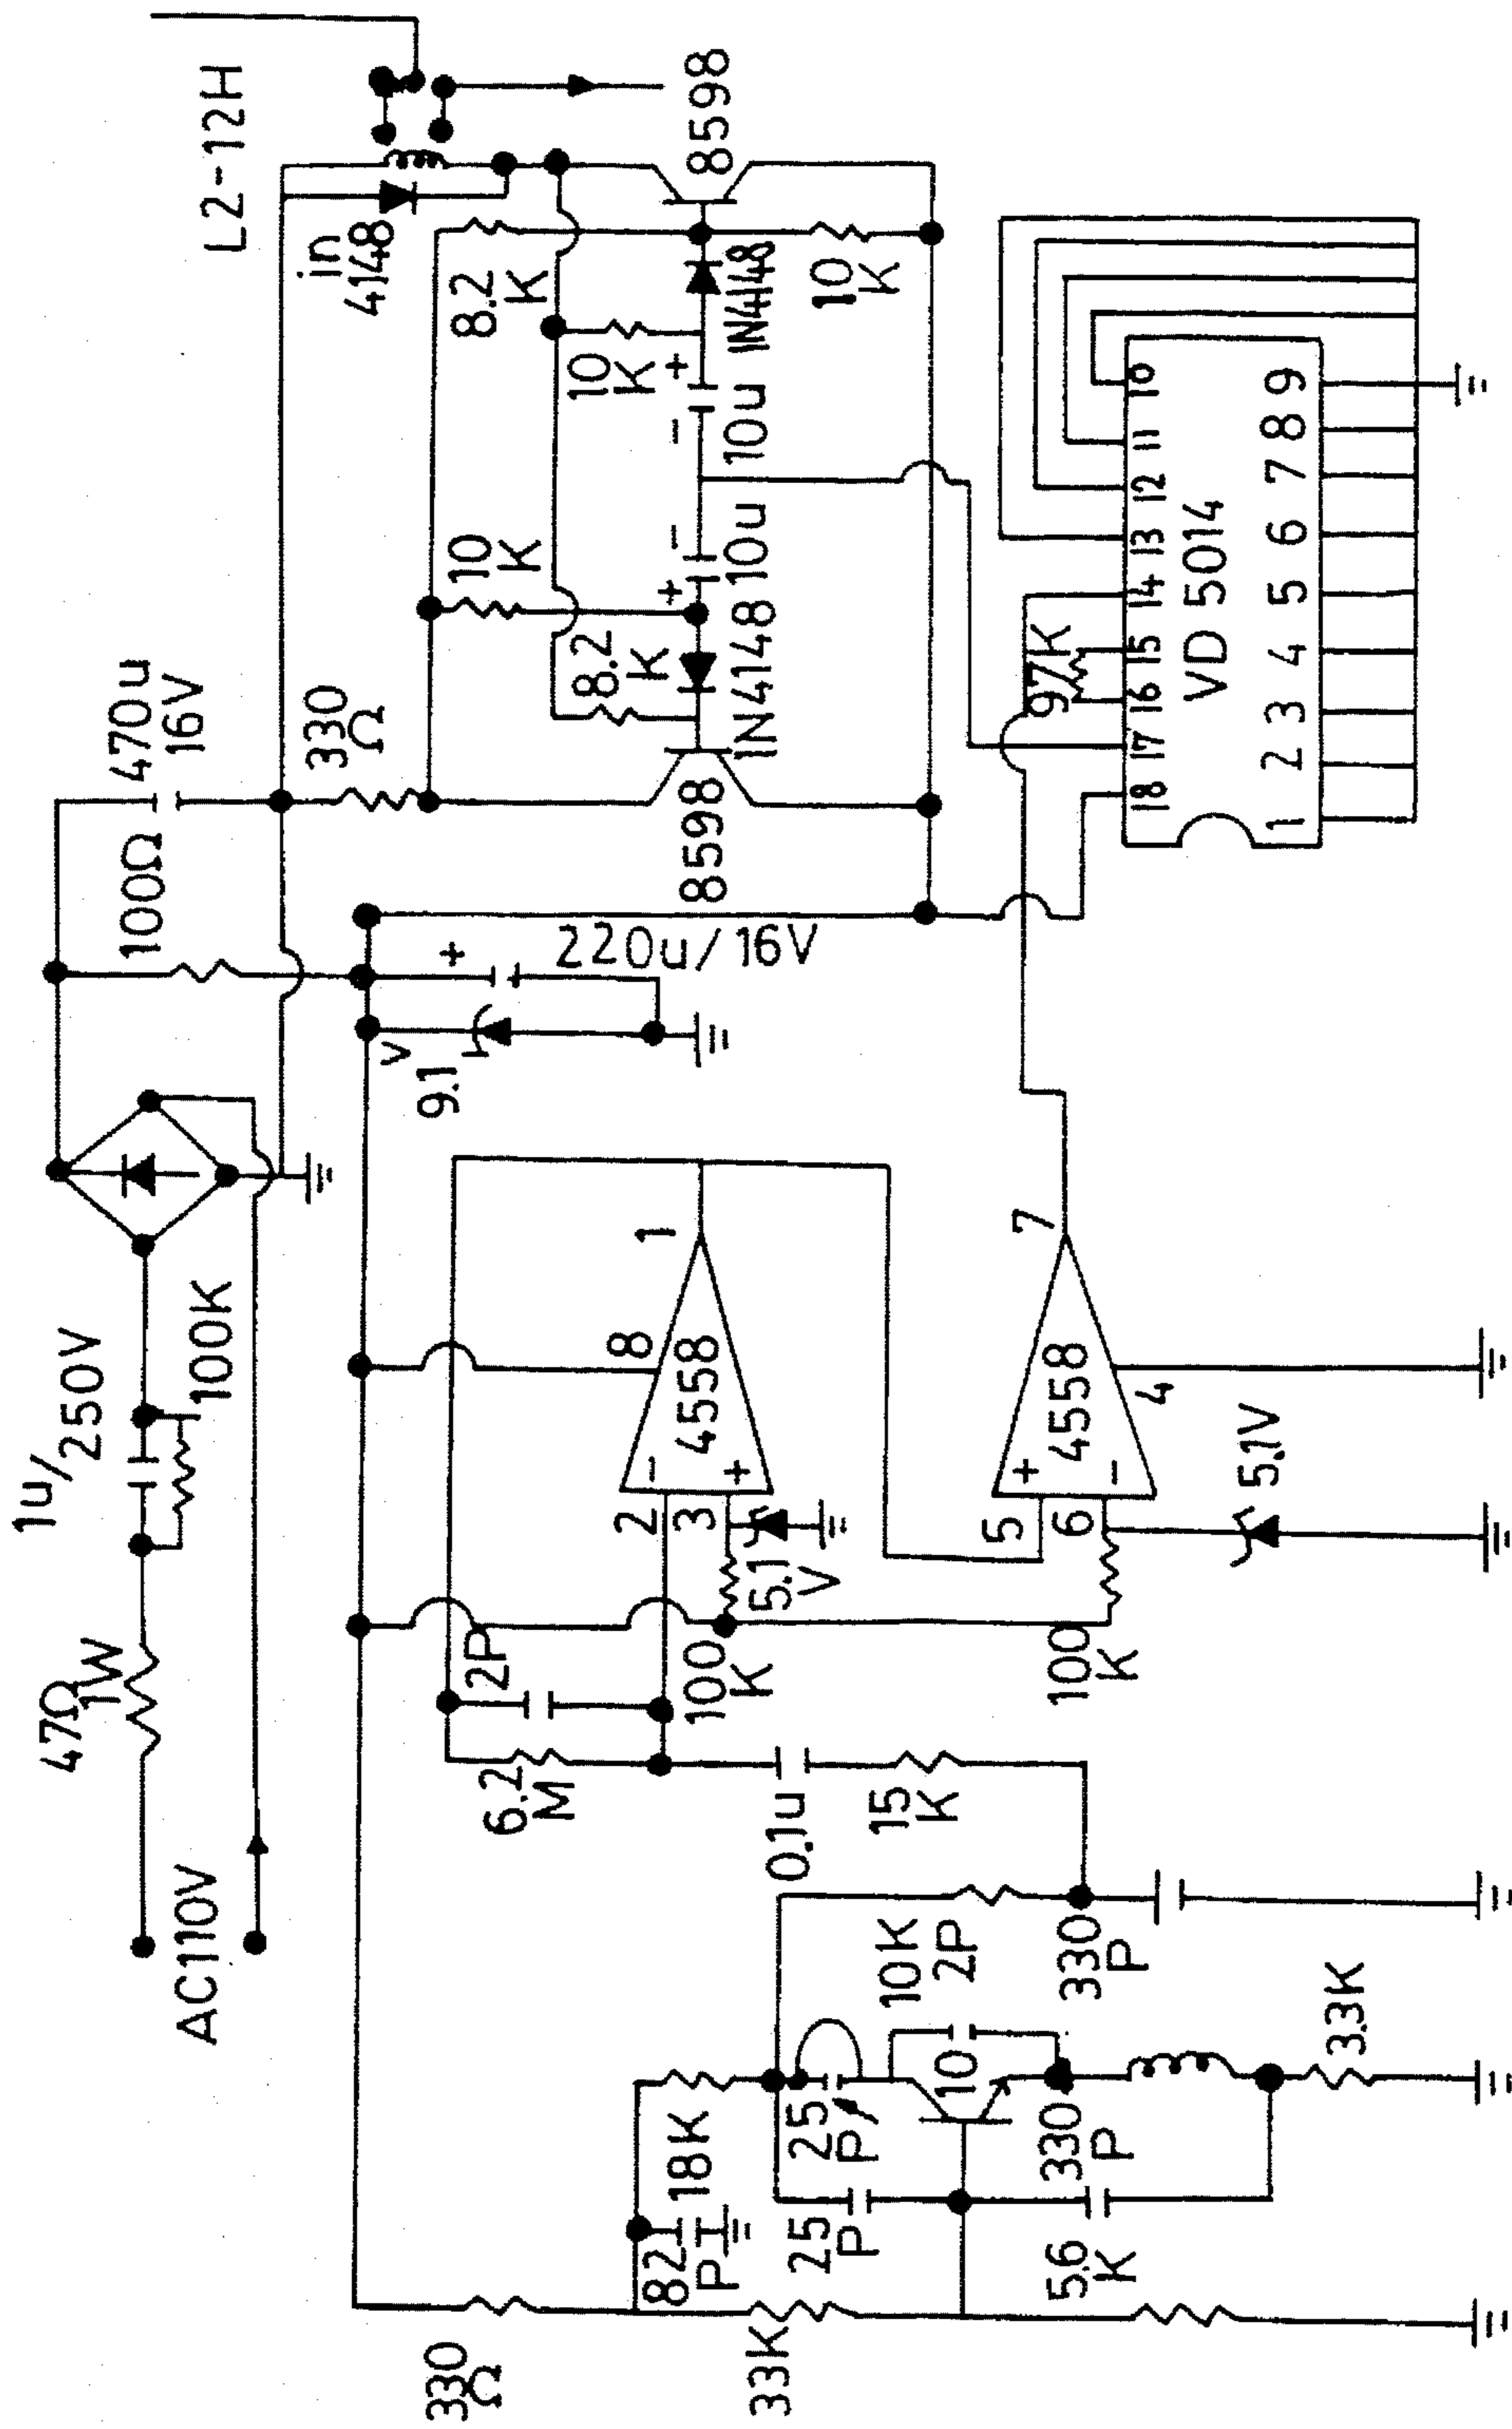 AC110V
47Ω
1W
1u/
250V
100K
100Ω
470u
16V
330
Ω
L2-12H
in
4148
8.2
K
10
K
10
K
8.2
K
+
-
-
+
10u
10u
IN4148
IN4148
10
K
8598
8598
9.1
V
+
220u/16V
330
Ω
82
P
18K
33K
25
P
25
P
10
10K
2P
330
P
330
P
5.6
K
3.3K
6.2
M
2P
0.1u
15
K
100
K
5.1
V
100
K
5.1V
2
3
-
+
4558
8
1
5
6
+
-
4558
4
7
97K
18
17
16
15
14
13
12
11
10
VD 5014
1
2
3
4
5
6
7
8
9